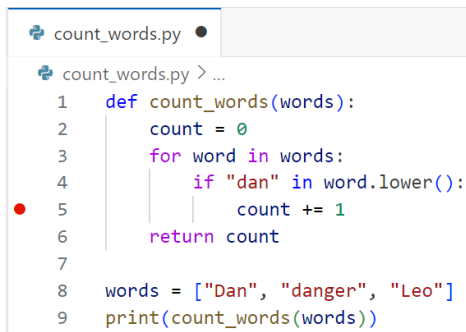 count_words.py
count_words.py > ...
1 def count_words(words):
2     count = 0
3     for word in words:
4         if "dan" in word.lower():
5             count += 1
6     return count
7
8 words = ["Dan", "danger", "Leo"]
9 print(count_words(words))